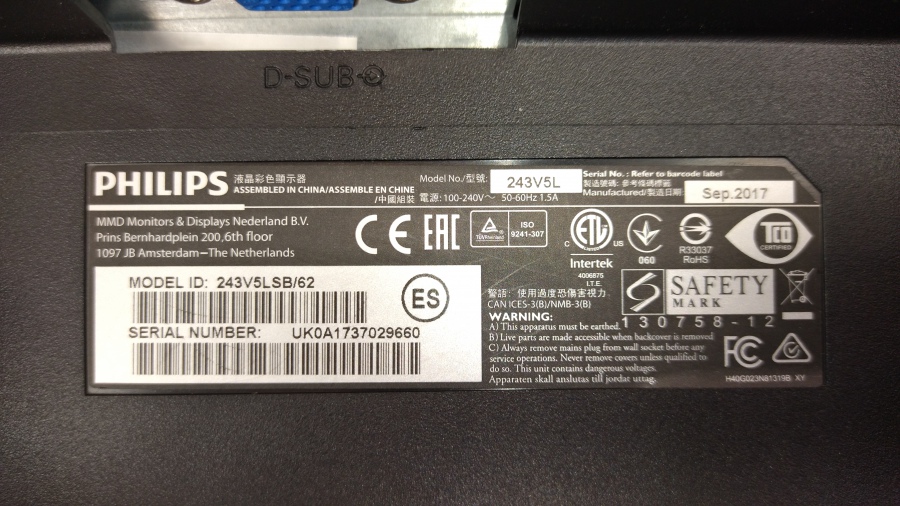 D-SUB
PHILIPS 液晶彩色顯示器
ASSEMBLED IN CHINA/ASSEMBLE EN CHINE
/中國組裝
Model No./型號: 243V5L
電源: 100-240V～ 50-60Hz 1.5A
Serial No.: Refer to barcode label
製造號碼: 參考條碼標籤
Manufactured/製造日期: Sep.2017
MMD Monitors & Displays Nederland B.V.
Prins Bernhardplein 200,6th floor
1097 JB Amsterdam—The Netherlands
CE EAC
TÜVRheinland
ISO
9241-307
C ETL US
Intertek
4006875
I.T.E.
060
R33037
RoHS
TCO
CERTIFIED
MODEL ID: 243V5LSB/62
ES
SERIAL NUMBER: UK0A1737029660
警語: 使用過度恐傷害視力
CAN ICES-3(B)/NMB-3(B)
WARNING:
A) This apparatus must be earthed.
B) Live parts are made accessible when backcover is removed
C) Always remove mains plug from wall socket before any
service operations. Never remove covers unless qualified to
do so. This unit contains dangerous voltages.
Apparaten skall anslutas till jordat uttag.
S SAFETY
MARK
130758-12
FC
H40G023N81319B XY